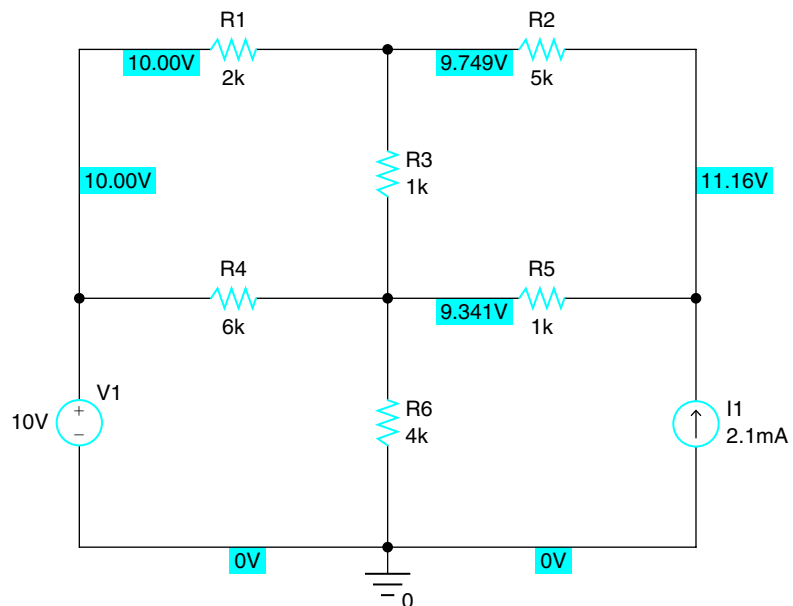 R1
R2
10.00V
9.749V
2k
5k
R3
1k
10.00V
11.16V
R4
R5
6k
9.341V
1k
V1
10V
+
−
R6
4k
I1
2.1mA
0V
0V
0